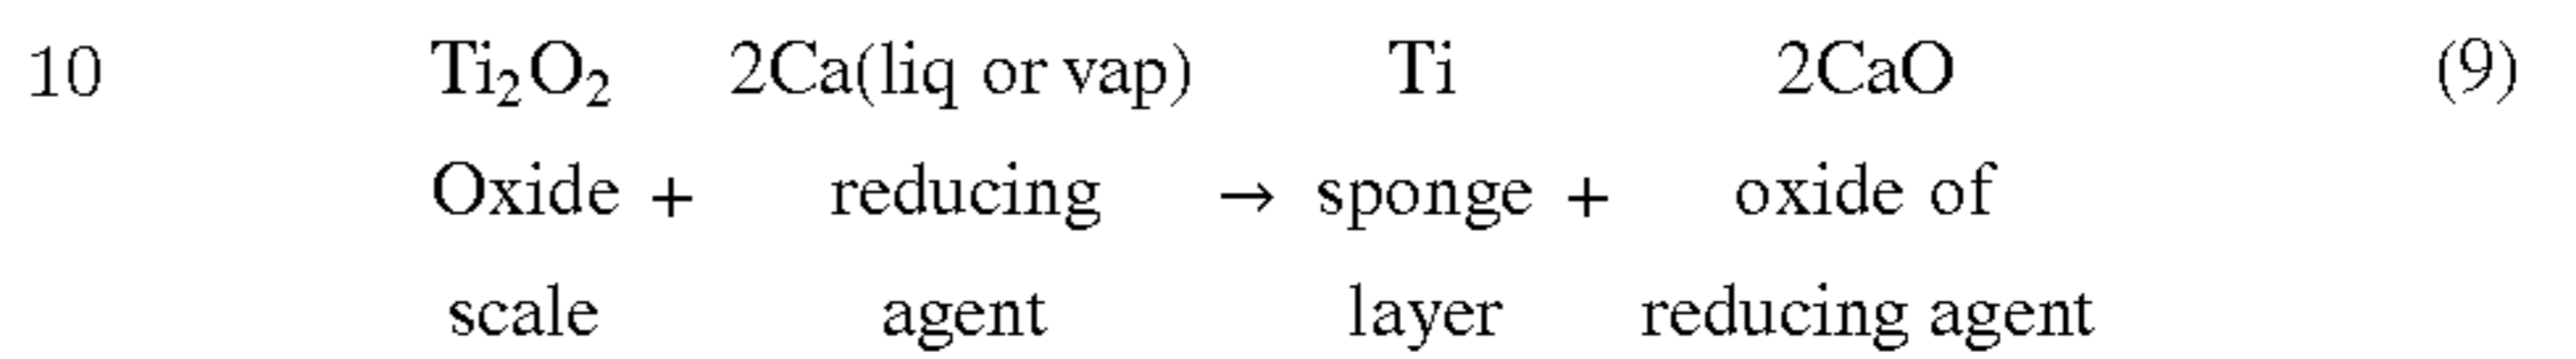 10 Ti₂O₂ 2Ca(liq or vap) Ti 2CaO (9)
Oxide + reducing → sponge + oxide of
scale agent layer reducing agent